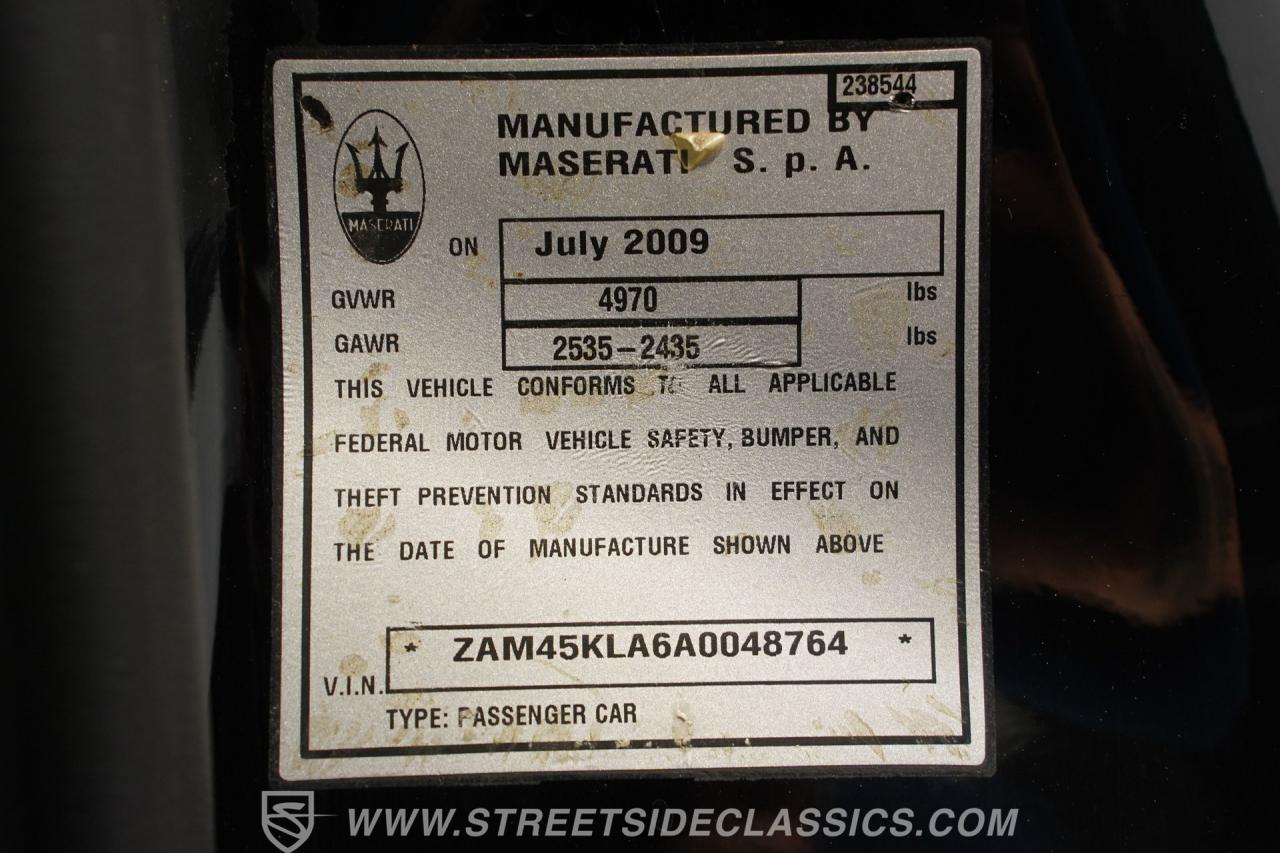 238544
MANUFACTURED BY
MASERATI S. p. A.
MASERATI
ON July 2009
GVWR 4970 lbs
GAWR 2535-2435 lbs
THIS VEHICLE CONFORMS TO ALL APPLICABLE
FEDERAL MOTOR VEHICLE SAFETY, BUMPER, AND
THEFT PREVENTION STANDARDS IN EFFECT ON
THE DATE OF MANUFACTURE SHOWN ABOVE
V.I.N. * ZAM45KLA6A0048764 *
TYPE: PASSENGER CAR
WWW.STREETSIDECLASSICS.COM